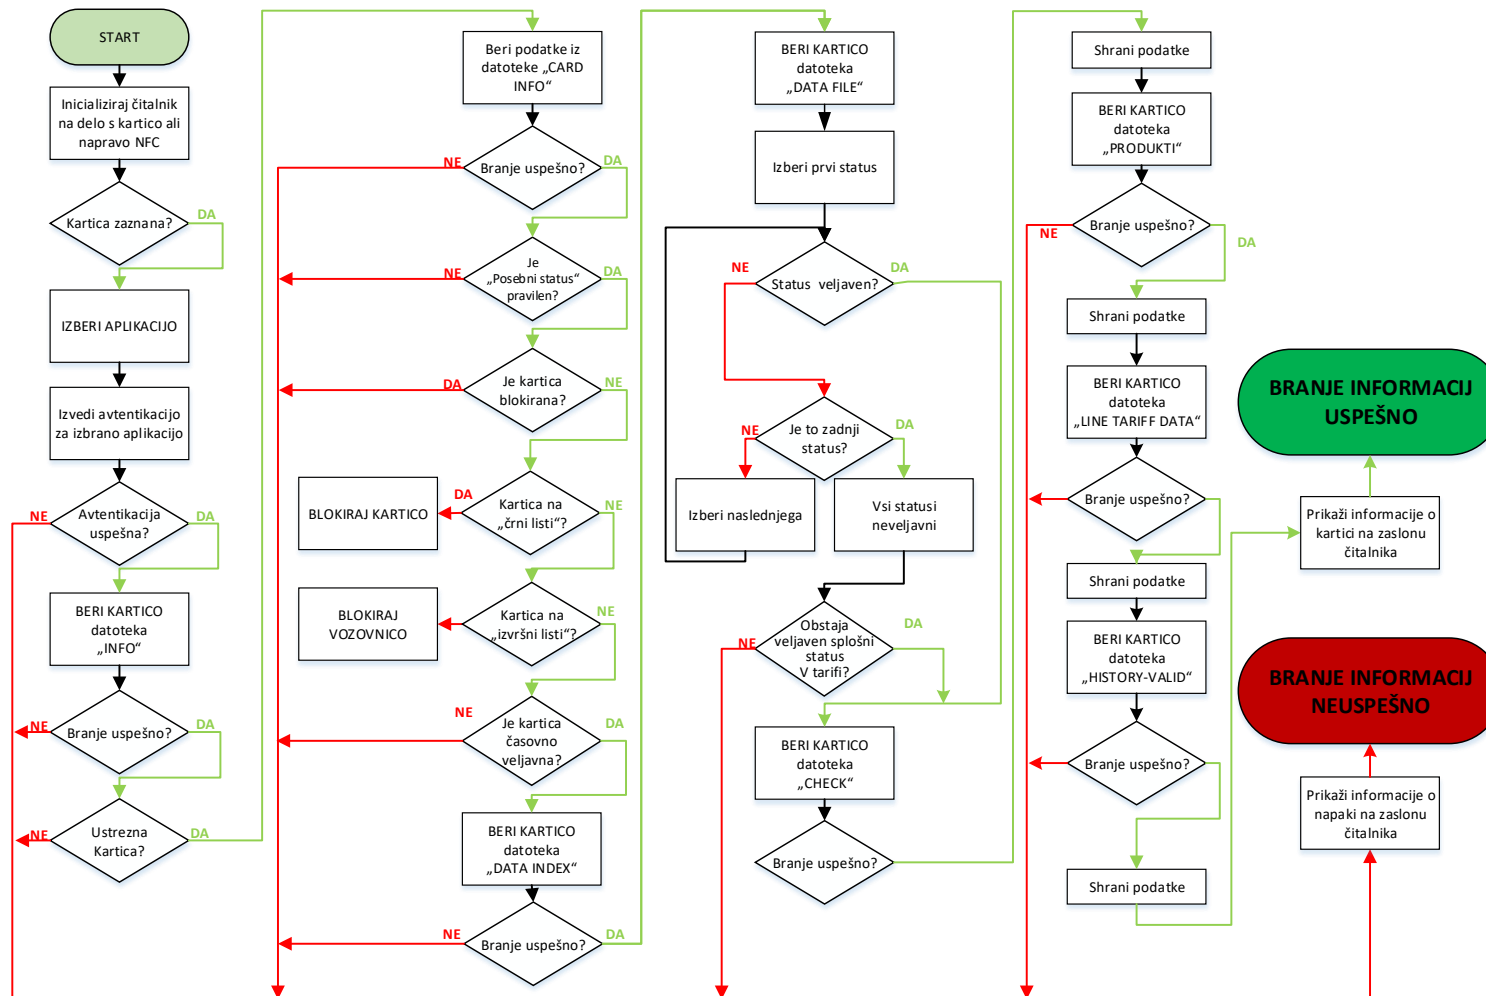 START
Inicializiraj čitalnik
na delo s kartico ali
napravo NFC
Kartica zaznana?
DA
IZBERI APLIKACIJO
Izvedi avtentikacijo
za izbrano aplikacijo
NE
Avtentikacija
uspešna?
DA
BERI KARTICO
datoteka
„INFO“
NE
Branje uspešno?
DA
NE
Ustrezna
Kartica?
DA
Beri podatke iz
datoteke „CARD
INFO“
NE
Branje uspešno?
DA
NE
Je
„Posebni status“
pravilen?
DA
DA
Je kartica
blokirana?
NE
BLOKIRAJ KARTICO
DA
Kartica na
„črni listi“?
NE
BLOKIRAJ
VOZOVNICO
Kartica na
„izvršni listi“?
NE
NE
Je kartica
časovno
veljavna?
DA
BERI KARTICO
datoteka
„DATA INDEX“
NE
Branje uspešno?
DA
BERI KARTICO
datoteka
„DATA FILE“
Izberi prvi status
NE
Status veljaven?
DA
NE
Je to zadnji
status?
DA
Izberi naslednjega
Vsi statusi
neveljavni
NE
Obstaja
veljaven splošni
status
V tarifi?
DA
BERI KARTICO
datoteka
„CHECK“
Branje uspešno?
Shrani podatke
BERI KARTICO
datoteka
„PRODUKTI“
NE
Branje uspešno?
DA
Shrani podatke
BERI KARTICO
datoteka
„LINE TARIFF DATA“
Branje uspešno?
Shrani podatke
BERI KARTICO
datoteka
„HISTORY-VALID“
Branje uspešno?
Shrani podatke
BRANJE INFORMACIJ
USPEŠNO
Prikaži informacije o
kartici na zaslonu
čitalnika
BRANJE INFORMACIJ
NEUSPEŠNO
Prikaži informacije o
napaki na zaslonu
čitalnika